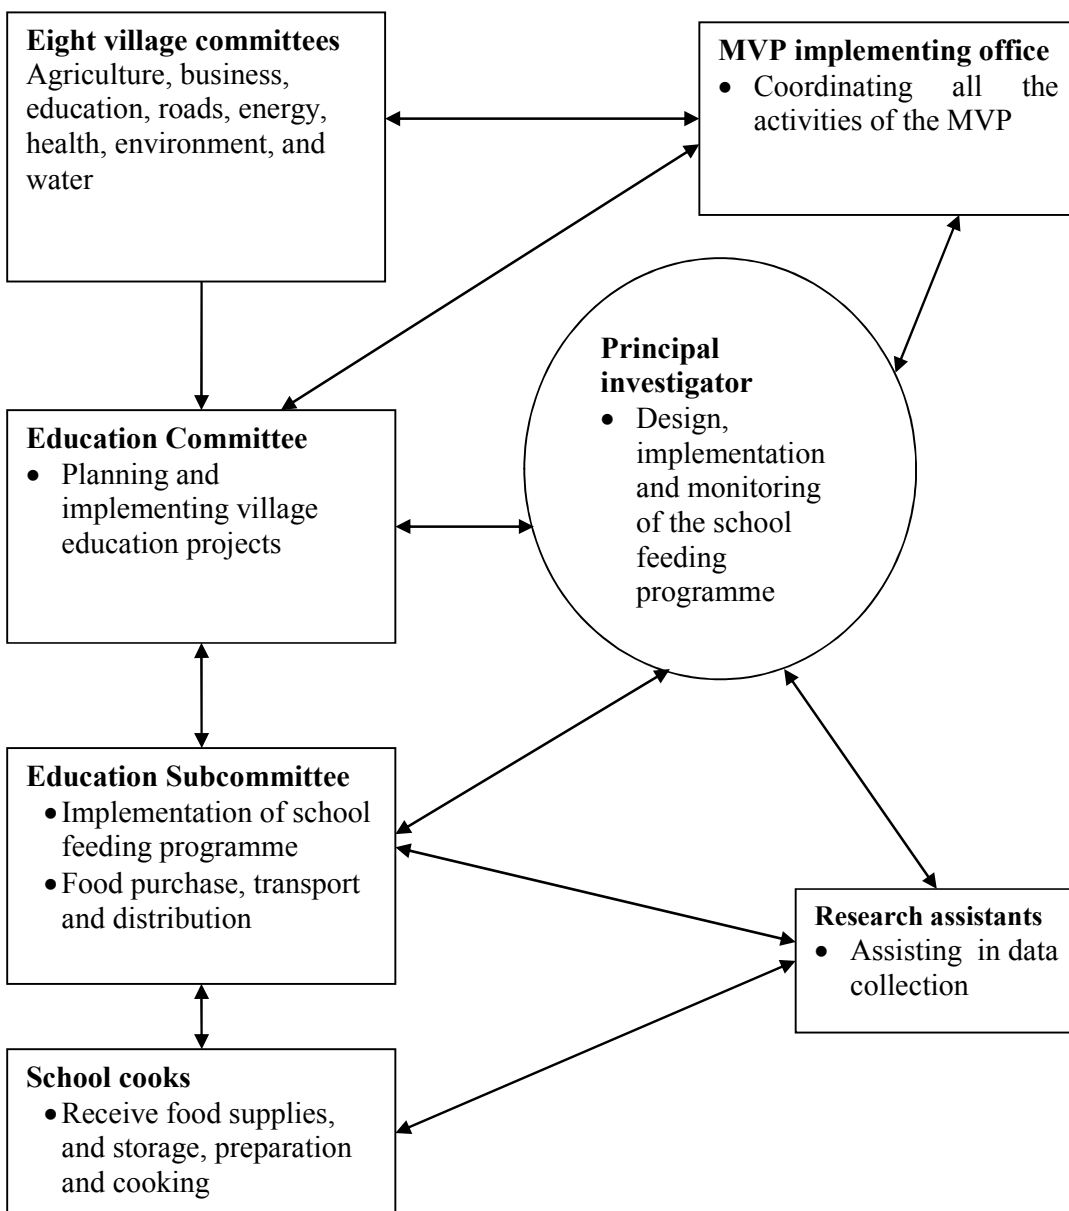 Eight village committees
Agriculture, business,
education, roads, energy,
health, environment, and
water
MVP implementing office
• Coordinating all the
activities of the MVP
Principal
investigator
• Design,
implementation
and monitoring
of the school
feeding
programme
Education Committee
• Planning and
implementing village
education projects
Education Subcommittee
• Implementation of school
feeding programme
• Food purchase, transport
and distribution
Research assistants
• Assisting in data
collection
School cooks
• Receive food supplies,
and storage, preparation
and cooking